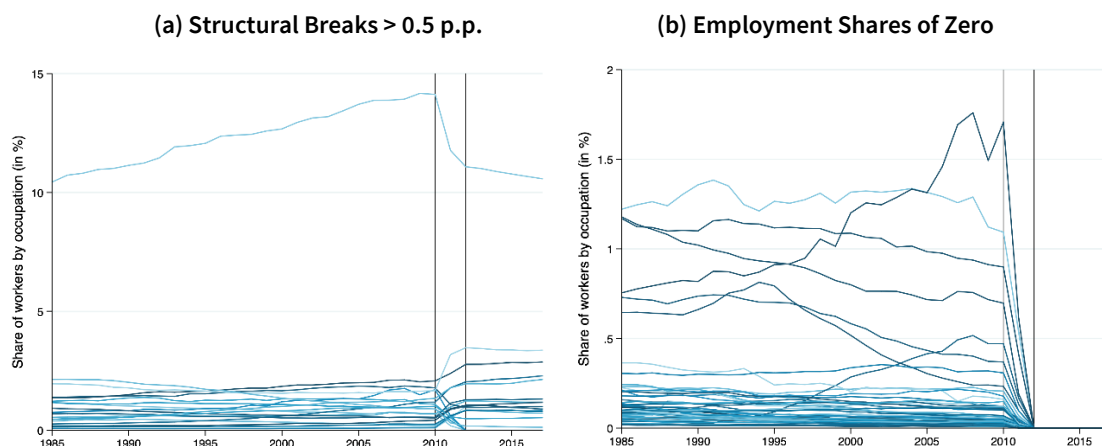 (a) Structural Breaks > 0.5 p.p.
Share of workers by occupation (in %)
15
10
5
0
1985 1990 1995 2000 2005 2010 2015
(b) Employment Shares of Zero
Share of workers by occupation (in %)
2
1.5
1
.5
0
1985 1990 1995 2000 2005 2010 2015